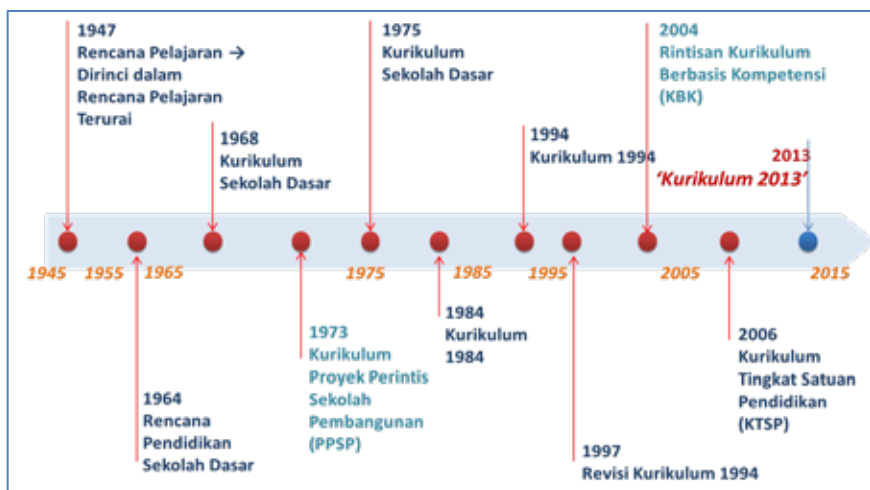 1947
Rencana Pelajaran →
Dirinci dalam
Rencana Pelajaran
Terurai
1968
Kurikulum
Sekolah Dasar
1975
Kurikulum
Sekolah Dasar
1994
Kurikulum 1994
2004
Rintisan Kurikulum
Berbasis Kompetensi
(KBK)
2013
'Kurikulum 2013'
1945 1955 1965 1975 1985 1995 2005 2015
1964
Rencana
Pendidikan
Sekolah Dasar
1973
Kurikulum
Proyek Perintis
Sekolah
Pembangunan
(PPSP)
1984
Kurikulum
1984
1997
Revisi Kurikulum 1994
2006
Kurikulum
Tingkat Satuan
Pendidikan
(KTSP)